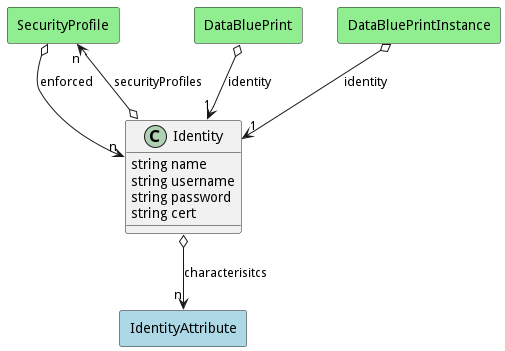 SecurityProfile
DataBluePrint
DataBluePrintInstance
n
enforced
securityProfiles
identity
identity
1
1
n
C Identity
string name
string username
string password
string cert
characterisitcs
n
IdentityAttribute